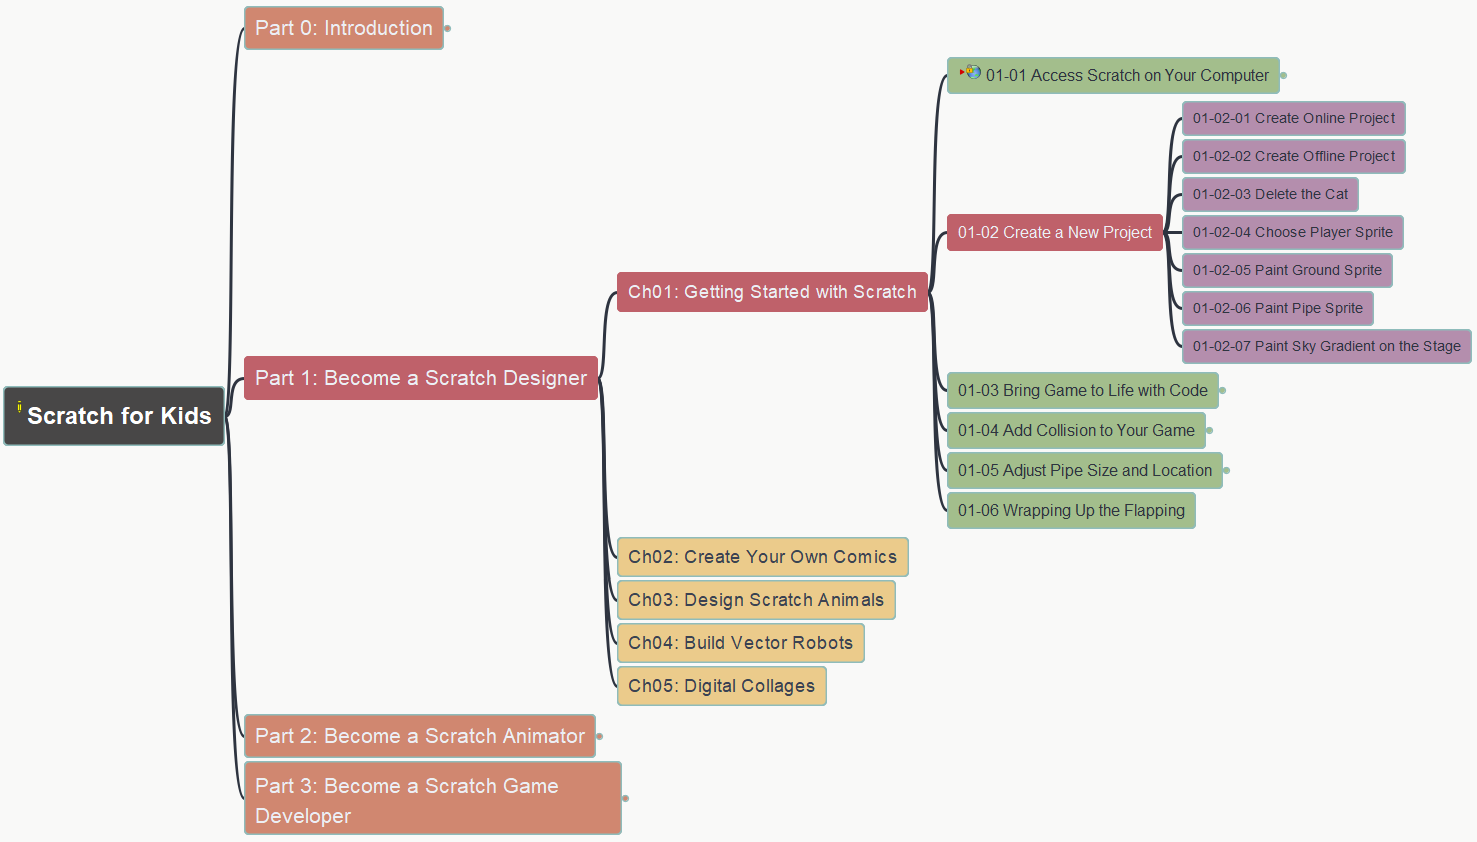 Part 0: Introduction
01-01 Access Scratch on Your Computer
01-02-01 Create Online Project
01-02-02 Create Offline Project
01-02-03 Delete the Cat
01-02 Create a New Project
01-02-04 Choose Player Sprite
01-02-05 Paint Ground Sprite
Ch01: Getting Started with Scratch
01-02-06 Paint Pipe Sprite
01-02-07 Paint Sky Gradient on the Stage
Part 1: Become a Scratch Designer
01-03 Bring Game to Life with Code
Scratch for Kids
01-04 Add Collision to Your Game
01-05 Adjust Pipe Size and Location
01-06 Wrapping Up the Flapping
Ch02: Create Your Own Comics
Ch03: Design Scratch Animals
Ch04: Build Vector Robots
Ch05: Digital Collages
Part 2: Become a Scratch Animator
Part 3: Become a Scratch Game
Developer